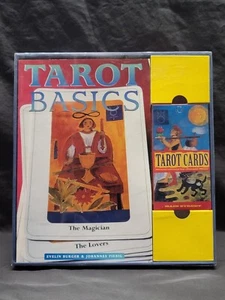 TAROT
BASICS
The Magician
The Lovers
EVELIN BURGER & JOHANNES FIEBIG
TAROT CARDS